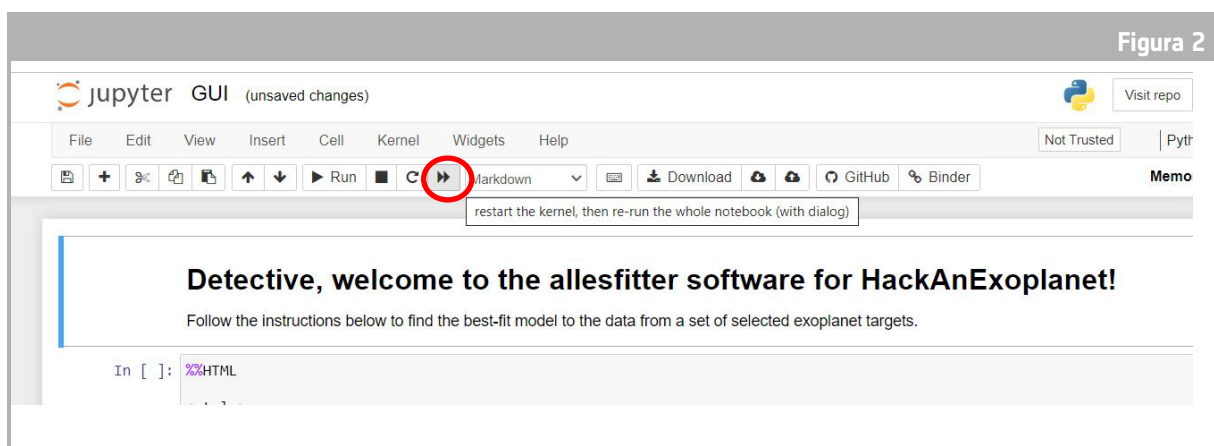 Figura 2
jupyter GUI (unsaved changes) Visit repo
File Edit View Insert Cell Kernel Widgets Help Not Trusted
Run Markdown Download GitHub Binder
restart the kernel, then re-run the whole notebook (with dialog)
Detective, welcome to the allesfitter software for HackAnExoplanet!
Follow the instructions below to find the best-fit model to the data from a set of selected exoplanet targets.
In [ ]: %%HTML